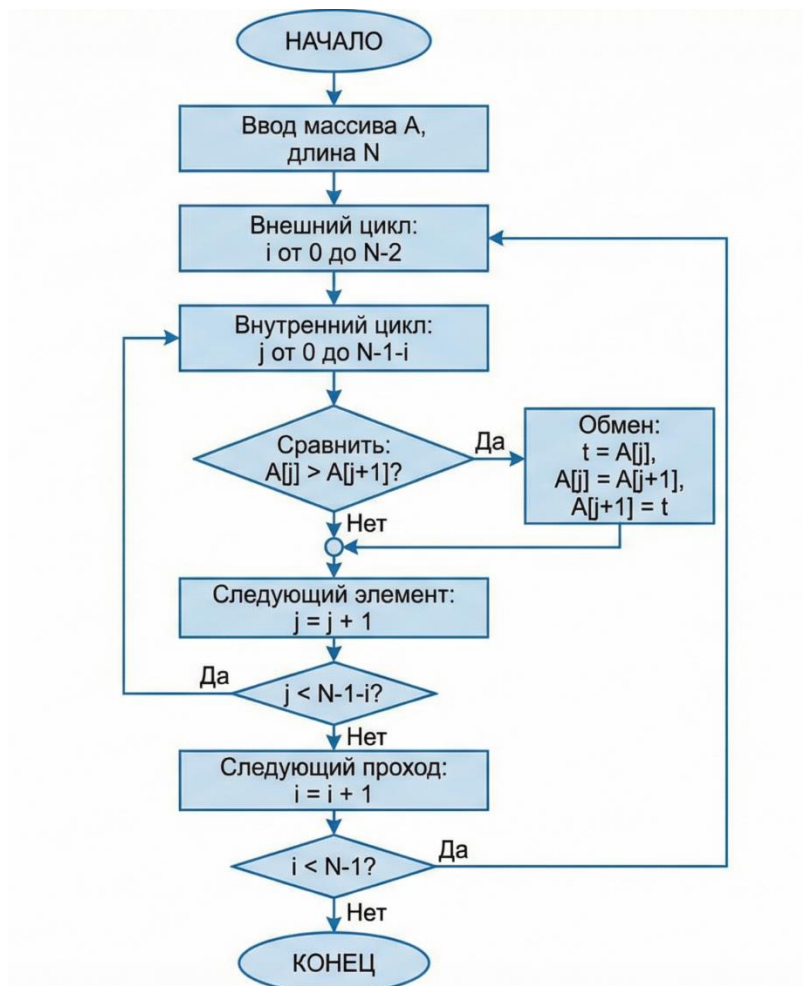 НАЧАЛО
Ввод массива A,
длина N
Внешний цикл:
i от 0 до N-2
Внутренний цикл:
j от 0 до N-1-i
Сравнить:
A[j] > A[j+1]?
Да
Обмен:
t = A[j],
A[j] = A[j+1],
A[j+1] = t
Нет
Следующий элемент:
j = j + 1
Да
j < N-1-i?
Нет
Следующий проход:
i = i + 1
i < N-1?
Да
Нет
КОНЕЦ